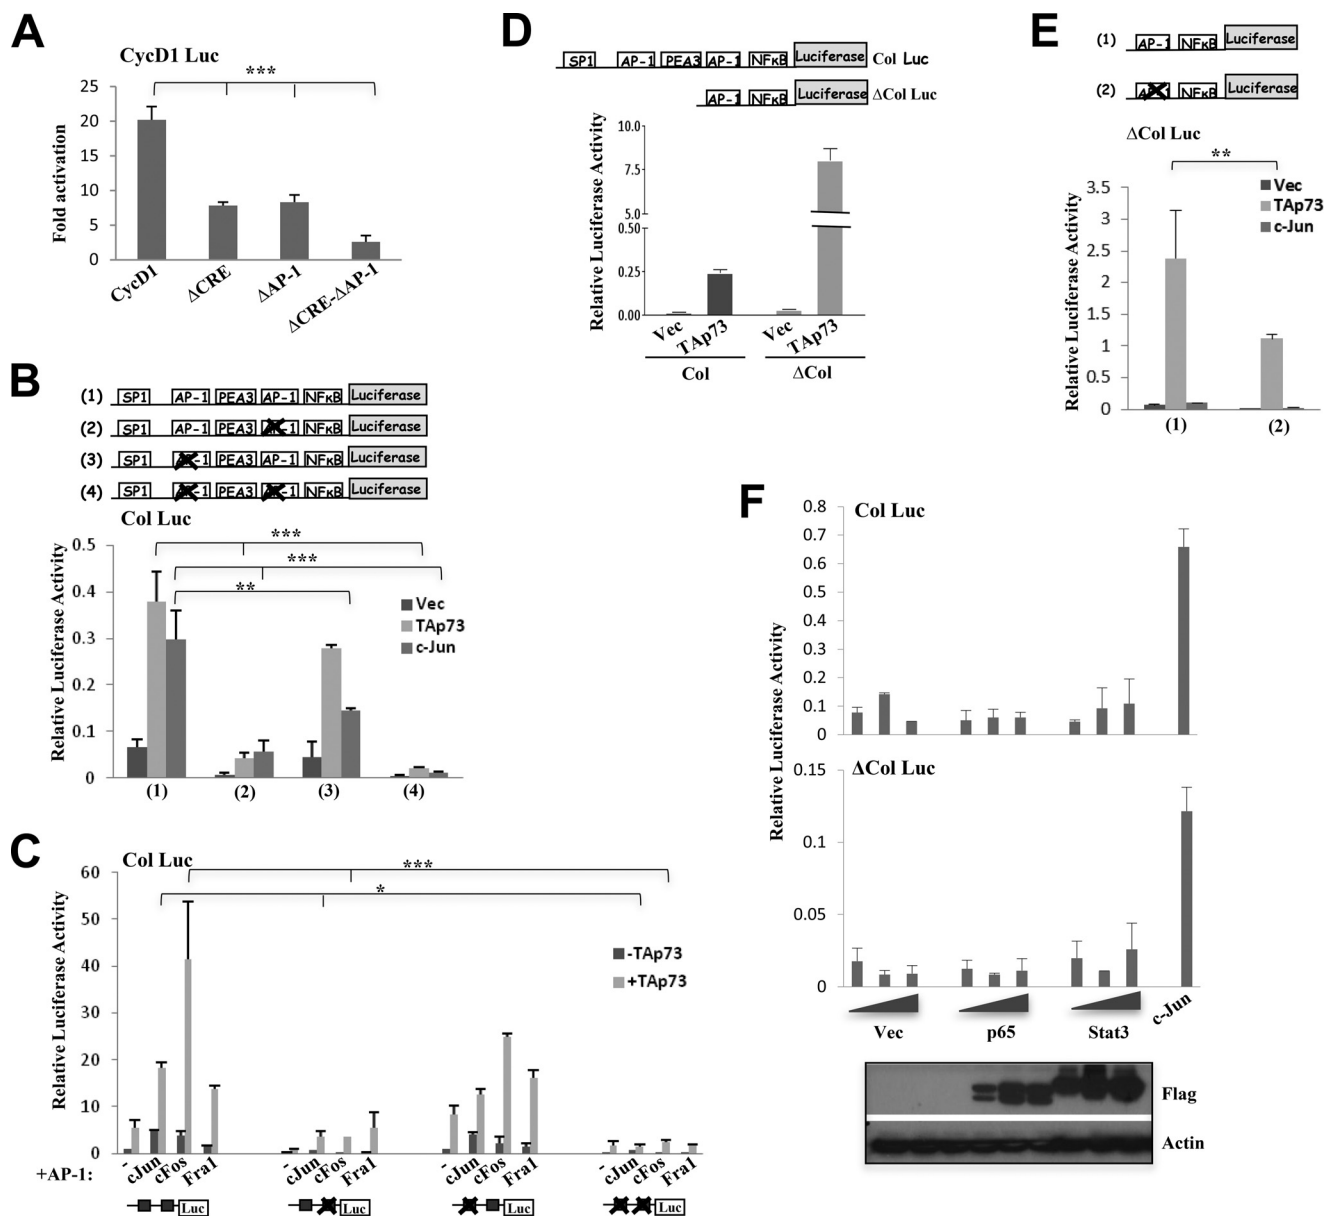 A
CycD1 Luc
***
Fold activation
25
20
15
10
5
0
CycD1
ΔCRE
ΔAP-1
ΔCRE-ΔAP-1
B
(1) SP1 AP-1 PEA3 AP-1 NFκB Luciferase
(2) SP1 AP-1 PEA3 AP-1 NFκB Luciferase
(3) SP1 AP-1 PEA3 AP-1 NFκB Luciferase
(4) SP1 AP-1 PEA3 AP-1 NFκB Luciferase
Col Luc
***
***
**
Relative Luciferase Activity
0.5
0.4
0.3
0.2
0.1
0
Vec
TAp73
c-Jun
(1) (2) (3) (4)
C
Col Luc
***
*
Relative Luciferase Activity
60
50
40
30
20
10
0
-TAp73
+TAp73
+AP-1: - cJun cFos Fra1 - cJun cFos Fra1 - cJun cFos Fra1 - cJun cFos Fra1
Luc Luc Luc Luc
D
SP1 AP-1 PEA3 AP-1 NFκB Luciferase Col Luc
AP-1 NFκB Luciferase ΔCol Luc
Relative Luciferase Activity
10.0
7.5
5.0
0.50
0.25
0.00
Vec TAp73 Vec TAp73
Col ΔCol
E
(1) AP-1 NFκB Luciferase
(2) AP-1 NFκB Luciferase
ΔCol Luc
**
Relative Luciferase Activity
3.5
3
2.5
2
1.5
1
0.5
0
Vec
TAp73
c-Jun
(1) (2)
F
Col Luc
Relative Luciferase Activity
0.8
0.7
0.6
0.5
0.4
0.3
0.2
0.1
0
ΔCol Luc
0.15
0.1
0.05
0
Vec p65 Stat3 c-Jun
Flag
Actin